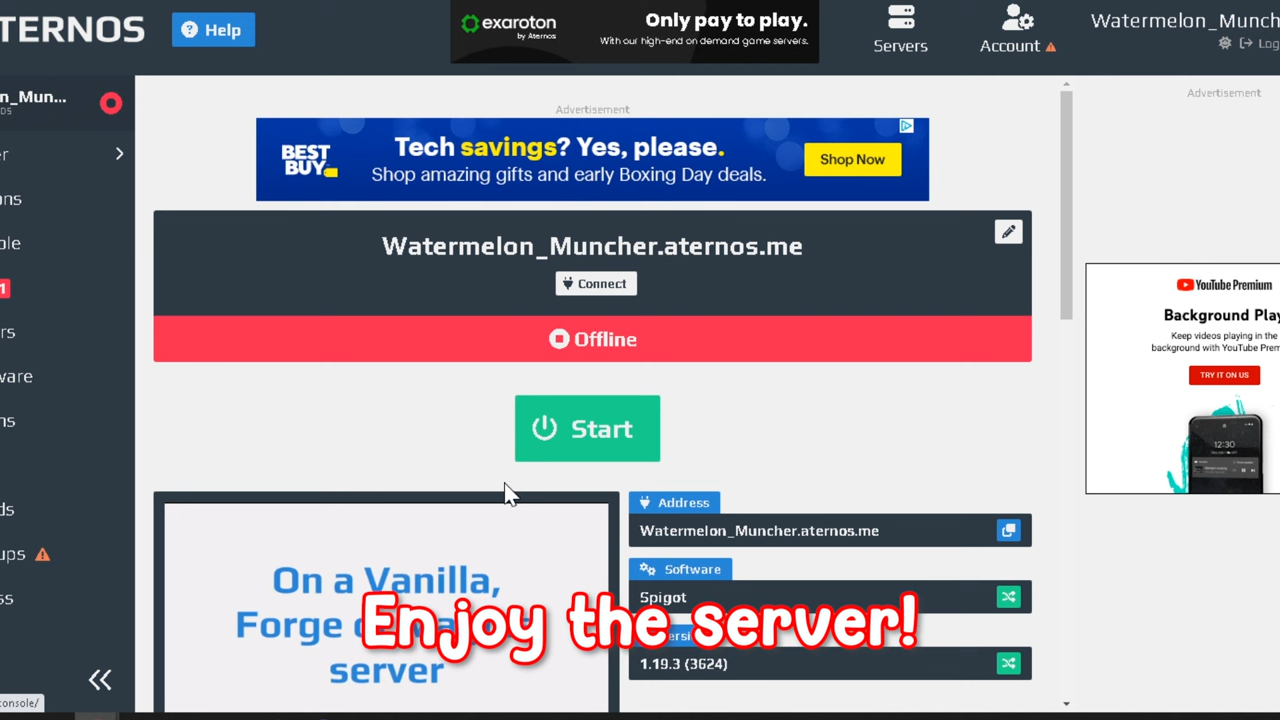 TERNOS
Help
exaroton
by Aternos
Only pay to play.
With our high-end on demand game servers.
Servers
Account
Watermelon_Munch
Log
n_Mun...
DS
Advertisement
Advertisement
BEST
BUY
Tech savings? Yes, please.
Shop amazing gifts and early Boxing Day deals.
Shop Now
er
ons
ole
1
rs
ware
ns
ds
ups
ss
Watermelon_Muncher.aternos.me
Connect
Offline
Start
YouTube Premium
Background Play
Keep videos playing in the
background with YouTube Prem
TRY IT ON US
12:30
Address
Watermelon_Muncher.aternos.me
Software
Spigot
1.19.3 (3624)
On a Vanilla,
Forge
server
Enjoy the server!
console/